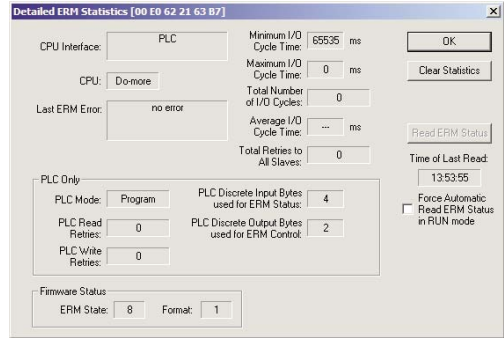 Detailed ERM Statistics [00 E0 62 21 63 B7]
CPU Interface: PLC
CPU: Do-more
Last ERM Error: no error
Minimum I/O
Cycle Time: 65535 ms
Maximum I/O
Cycle Time: 0 ms
Total Number
of I/O Cycles: 0
Average I/O
Cycle Time: --- ms
Total Retries to
All Slaves: 0
OK
Clear Statistics
Read ERM Status
Time of Last Read:
13:53:55
Force Automatic
Read ERM Status
in RUN mode
PLC Only
PLC Mode: Program
PLC Read
Retries: 0
PLC Write
Retries: 0
PLC Discrete Input Bytes
used for ERM Status: 4
PLC Discrete Output Bytes
used for ERM Control: 2
Firmware Status
ERM State: 8 Format: 1